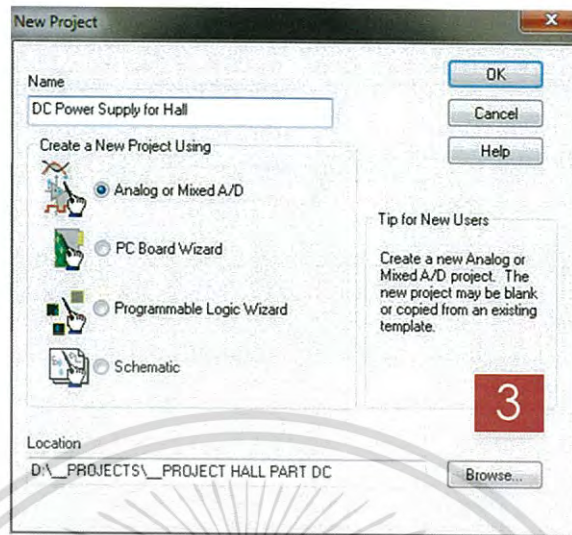 New Project
Name
DC Power Supply for Hall
OK
Cancel
Help
Create a New Project Using
Analog or Mixed A/D
PC Board Wizard
Programmable Logic Wizard
Schematic
Tip for New Users
Create a new Analog or
Mixed A/D project. The
new project may be blank
or copied from an existing
template.
3
Location
D:\__PROJECTS\__PROJECT HALL PART DC
Browse...